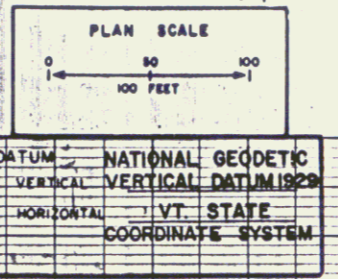 PLAN SCALE
0 50 100
100 FEET
DATUM NATIONAL GEODETIC
VERTICAL VERTICAL DATUM 1929
HORIZONTAL VT. STATE
COORDINATE SYSTEM